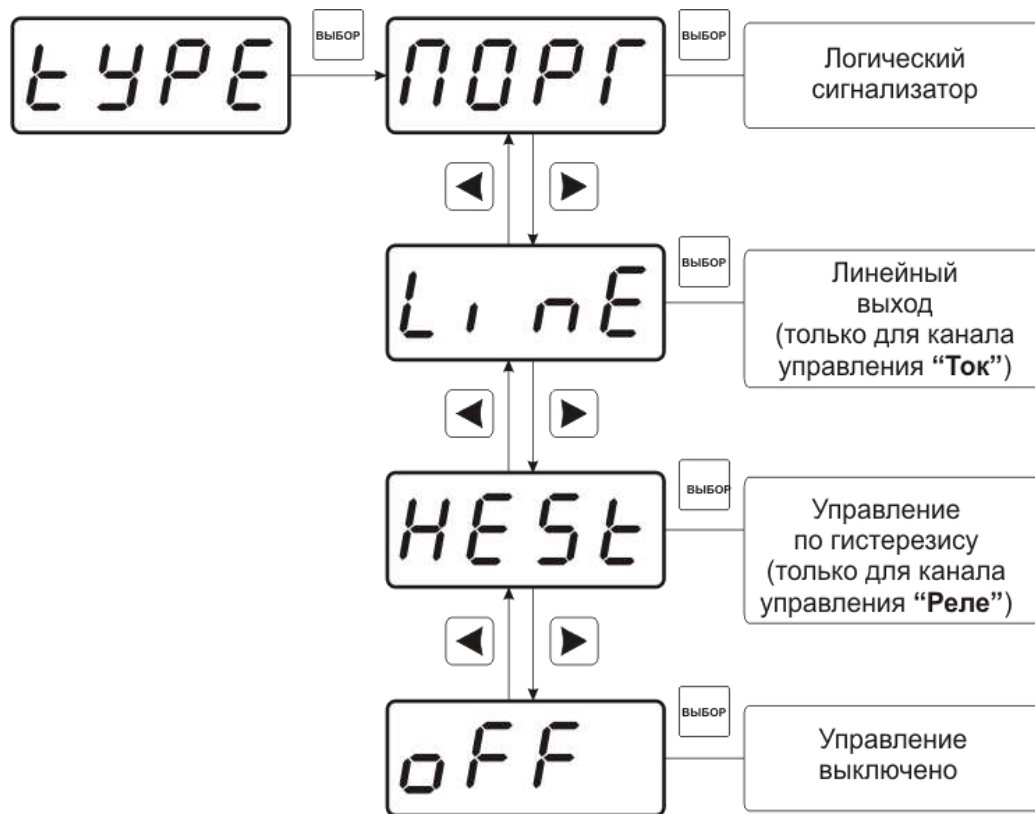 tYPE
ВЫБОР
ПОРГ
ВЫБОР
Логический
сигнализатор
LinE
ВЫБОР
Линейный
выход
(только для канала
управления “Ток”)
HESt
ВЫБОР
Управление
по гистерезису
(только для канала
управления “Реле”)
oFF
ВЫБОР
Управление
выключено